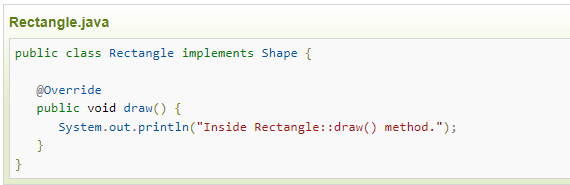 Rectangle.java
public class Rectangle implements Shape {
@Override
public void draw() {
System.out.println("Inside Rectangle::draw() method.");
}
}